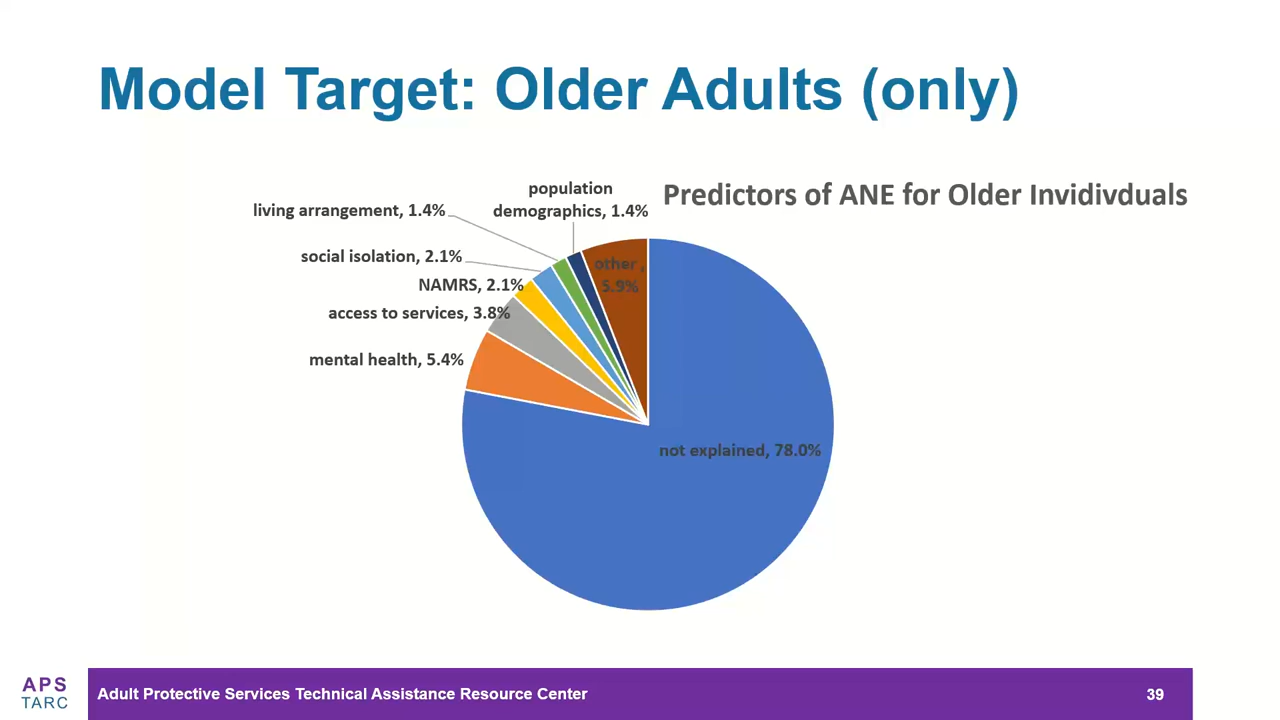 Model Target: Older Adults (only)
Predictors of ANE for Older Invidivduals
population
demographics, 1.4%
living arrangement, 1.4%
social isolation, 2.1%
other ,
5.9%
NAMRS, 2.1%
access to services, 3.8%
mental health, 5.4%
not explained, 78.0%
APS
TARC
Adult Protective Services Technical Assistance Resource Center
39